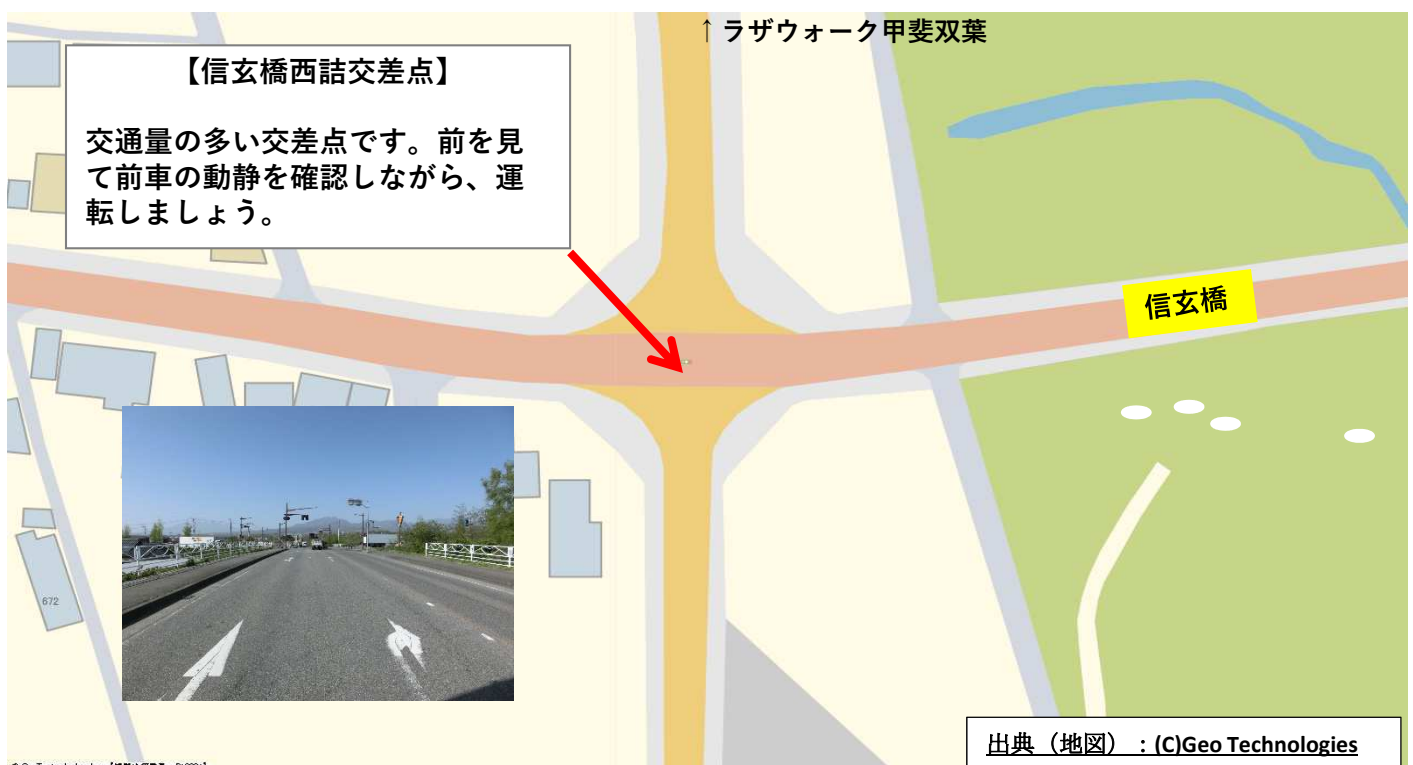 ↑ ラザウォーク甲斐双葉
【信玄橋西詰交差点】
交通量の多い交差点です。前を見
て前車の動静を確認しながら、運
転しましょう。
信玄橋
672
出典（地図）：(C)Geo Technologies